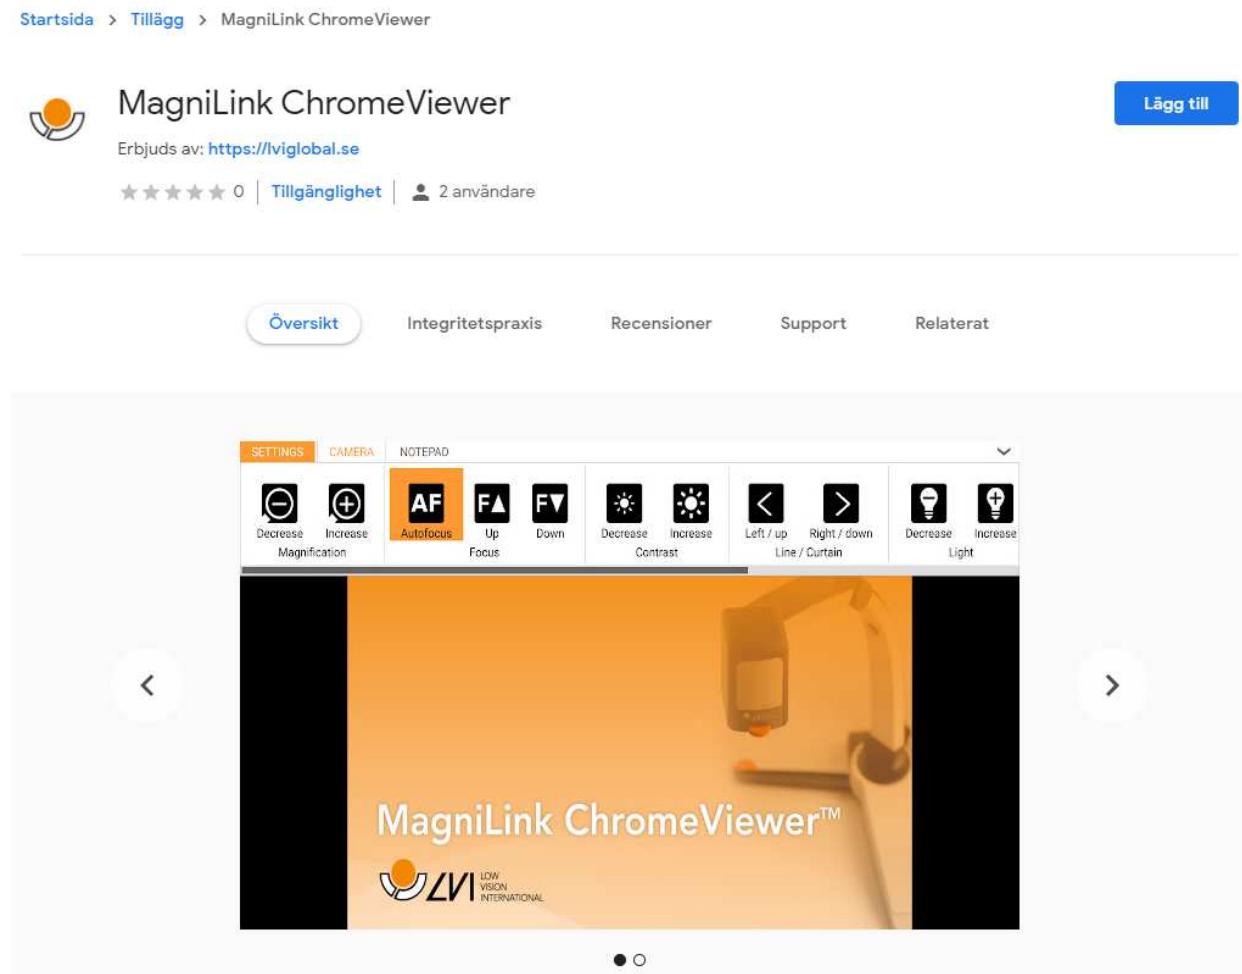 Startsida > Tillägg > MagniLink ChromeViewer
MagniLink ChromeViewer
Lägg till
Erbjuds av: https://lviglobal.se
0 | Tillgänglighet | 2 användare
Översikt Integritetspraxis Recensioner Support Relaterat
SETTINGS CAMERA NOTEPAD
AF F▲ F▼
Decrease Increase Autofocus Up Down Decrease Increase Left / up Right / down Decrease Increase
Magnification Focus Contrast Line / Curtain Light
MagniLink ChromeViewer™
LVI LOW
VISION
INTERNATIONAL